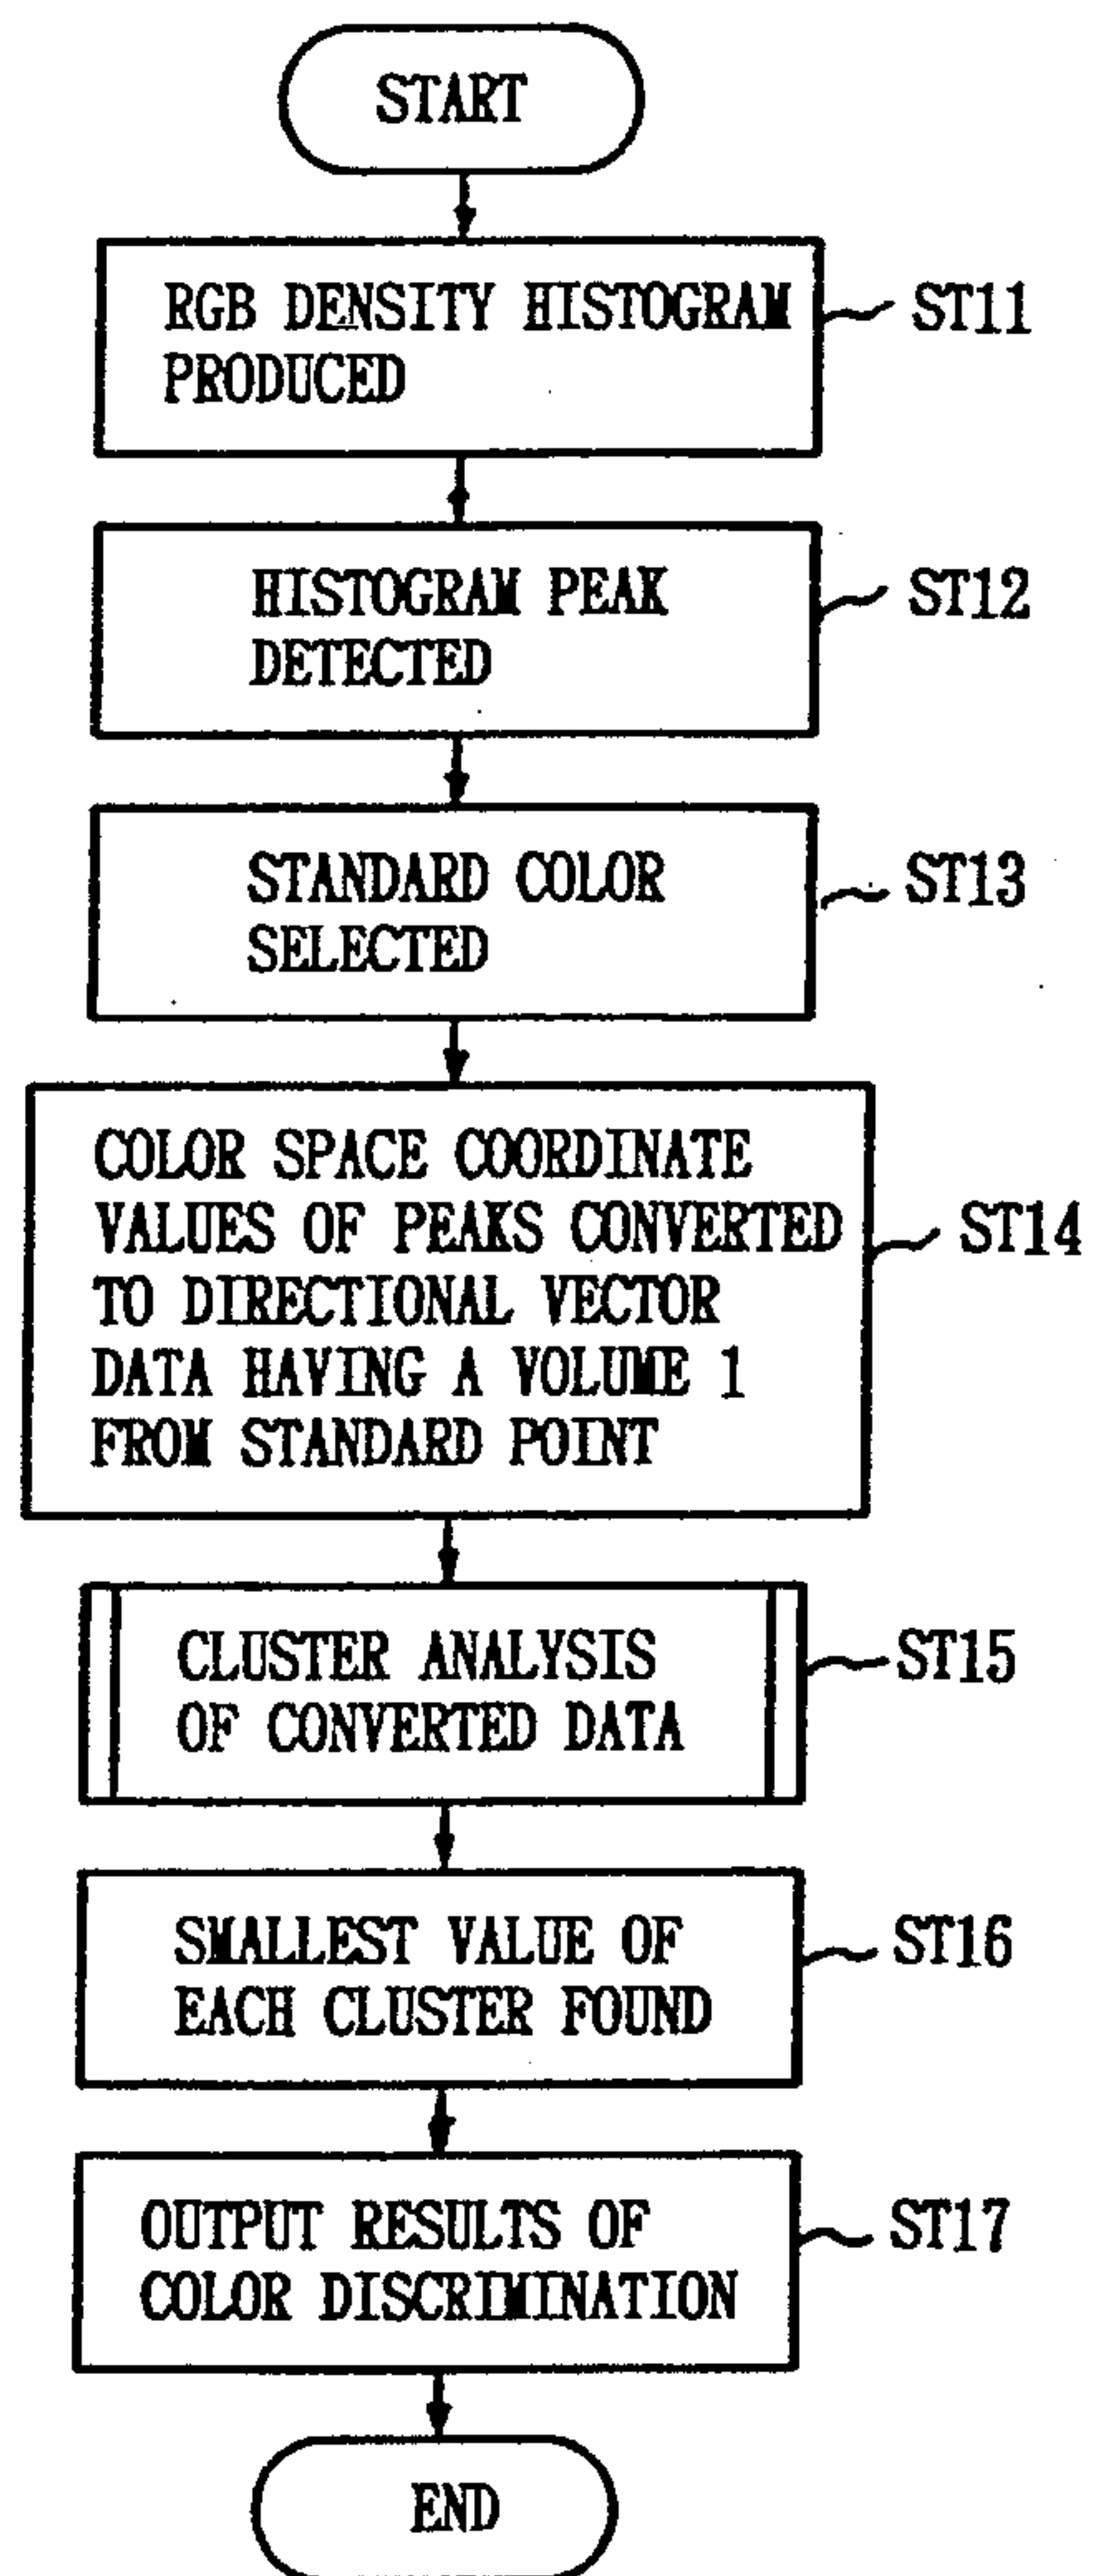 START
RGB DENSITY HISTOGRAM
PRODUCED
ST11
HISTOGRAM PEAK
DETECTED
ST12
STANDARD COLOR
SELECTED
ST13
COLOR SPACE COORDINATE
VALUES OF PEAKS CONVERTED
TO DIRECTIONAL VECTOR
DATA HAVING A VOLUME 1
FROM STANDARD POINT
ST14
CLUSTER ANALYSIS
OF CONVERTED DATA
ST15
SMALLEST VALUE OF
EACH CLUSTER FOUND
ST16
OUTPUT RESULTS OF
COLOR DISCRIMINATION
ST17
END